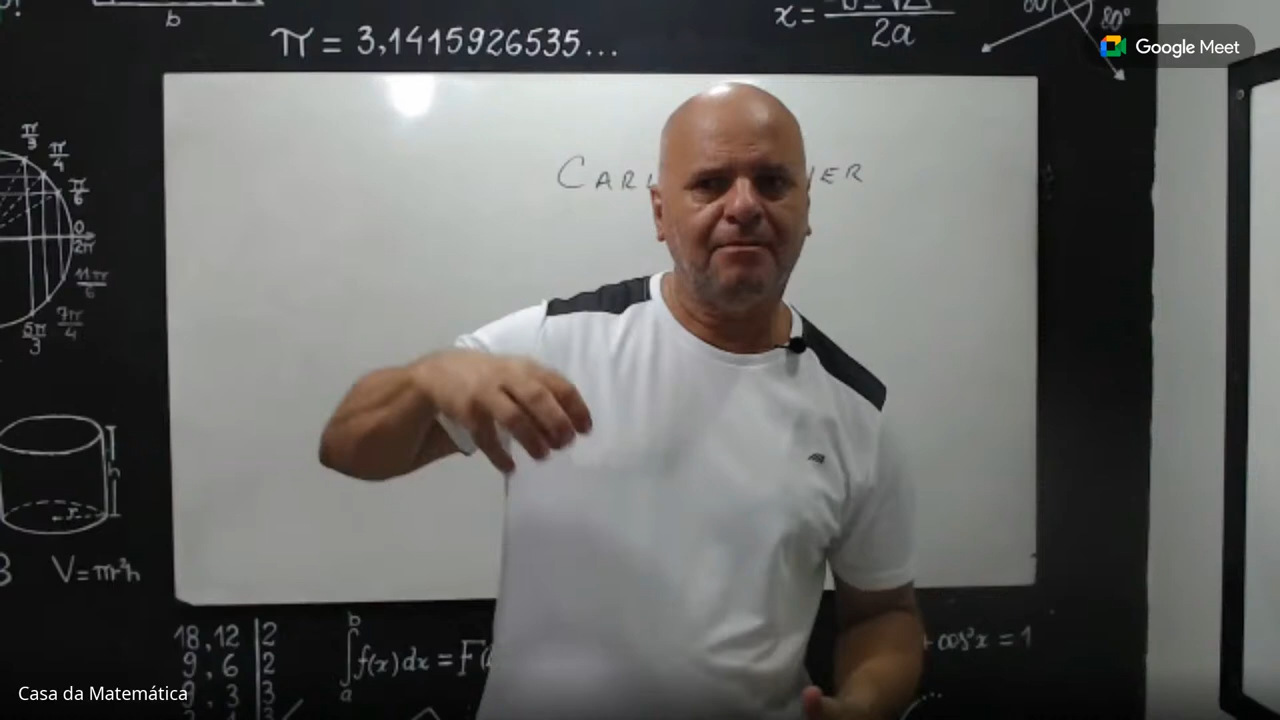 b
π = 3,1415926535...
x =
2a
80°
Google Meet
π/3
π/4
π/6
0
2π
11π/6
7π/4
5π/3
h
r
V = πr²h
18, 12 | 2
9, 6 | 2
9, 3 | 3
b
∫ f(x) dx = F(
a
+ cos²x = 1
...
Casa da Matemática